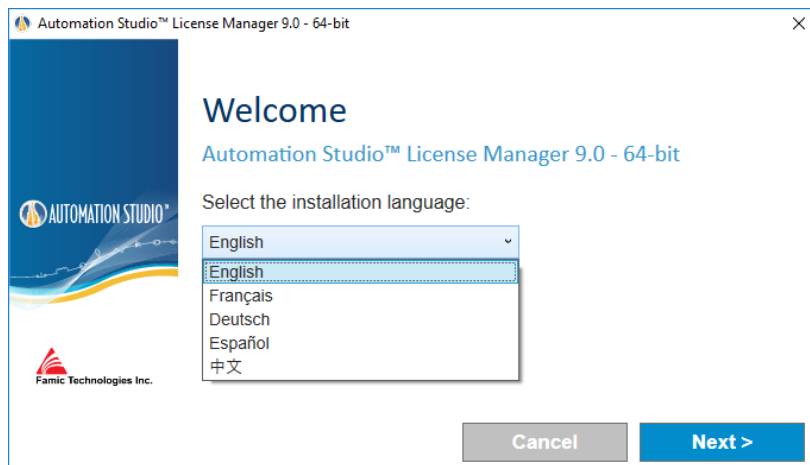 Automation Studio™ License Manager 9.0 - 64-bit
Welcome
Automation Studio™ License Manager 9.0 - 64-bit
AUTOMATION STUDIO™
Select the installation language:
English
English
Français
Deutsch
Español
中文
Famic Technologies Inc.
Cancel
Next >